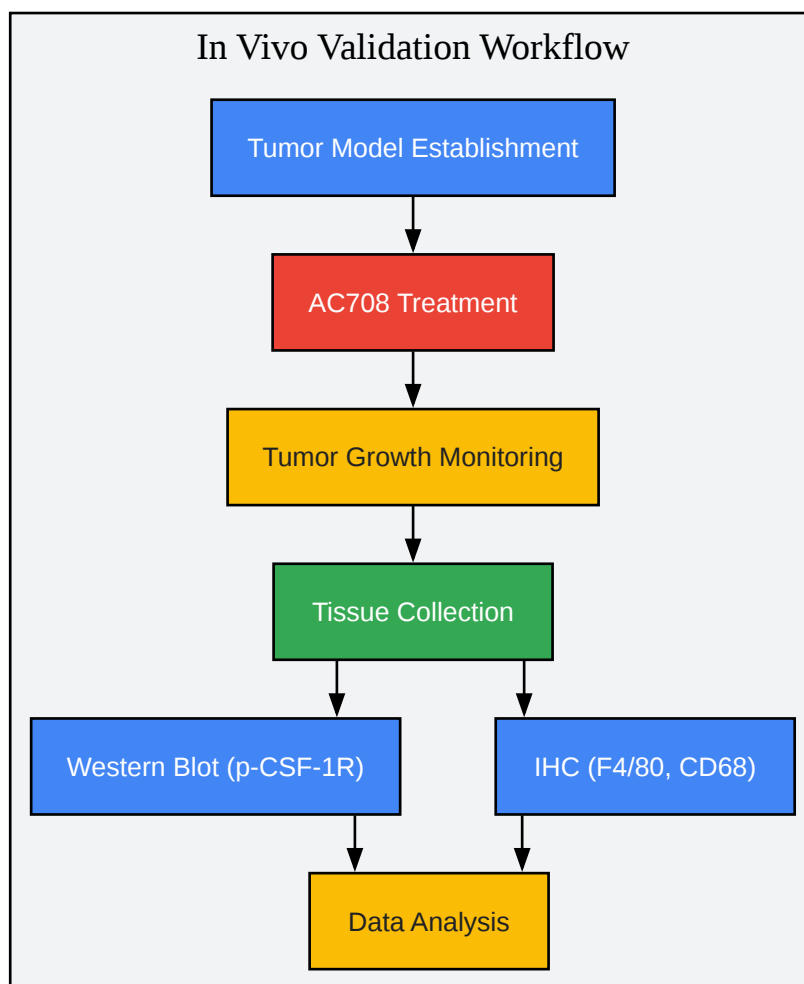 In Vivo Validation Workflow
Tumor Model Establishment
AC708 Treatment
Tumor Growth Monitoring
Tissue Collection
Western Blot (p-CSF-1R)
IHC (F4/80, CD68)
Data Analysis